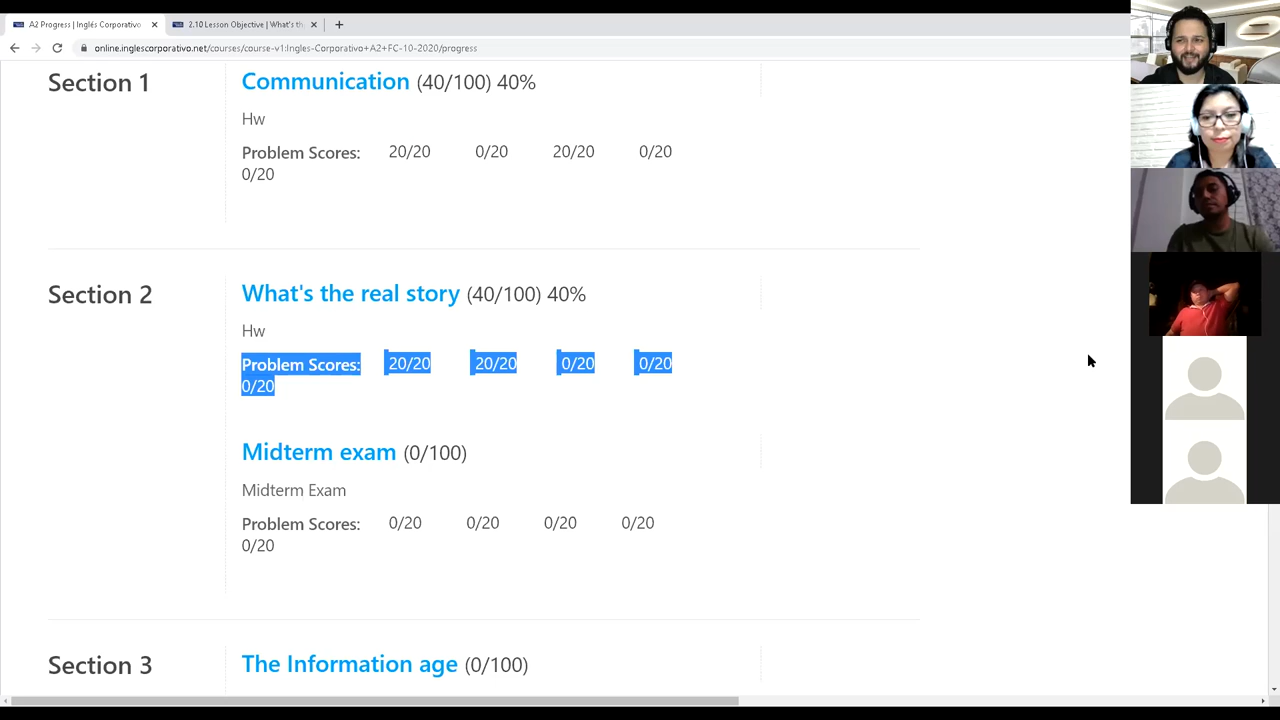 A2 Progress | Inglés Corporativo
2.10 Lesson Objective | What's th
online.inglescorporativo.net/courses/course-v1:Ingles-Corporativo+A2+FC-10-2020/progress
Section 1
Communication (40/100) 40%
Hw
Problem Scores: 20/20 0/20 20/20 0/20
0/20
Section 2
What's the real story (40/100) 40%
Hw
Problem Scores: 20/20 20/20 0/20 0/20
0/20
Midterm exam (0/100)
Midterm Exam
Problem Scores: 0/20 0/20 0/20 0/20
0/20
Section 3
The Information age (0/100)